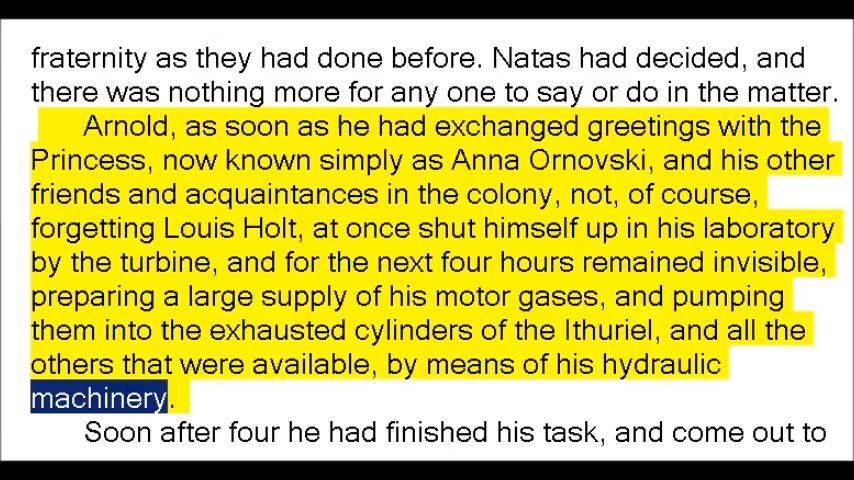 fraternity as they had done before. Natas had decided, and
there was nothing more for any one to say or do in the matter.
Arnold, as soon as he had exchanged greetings with the
Princess, now known simply as Anna Ornovski, and his other
friends and acquaintances in the colony, not, of course,
forgetting Louis Holt, at once shut himself up in his laboratory
by the turbine, and for the next four hours remained invisible,
preparing a large supply of his motor gases, and pumping
them into the exhausted cylinders of the Ithuriel, and all the
others that were available, by means of his hydraulic
machinery.
Soon after four he had finished his task, and come out to